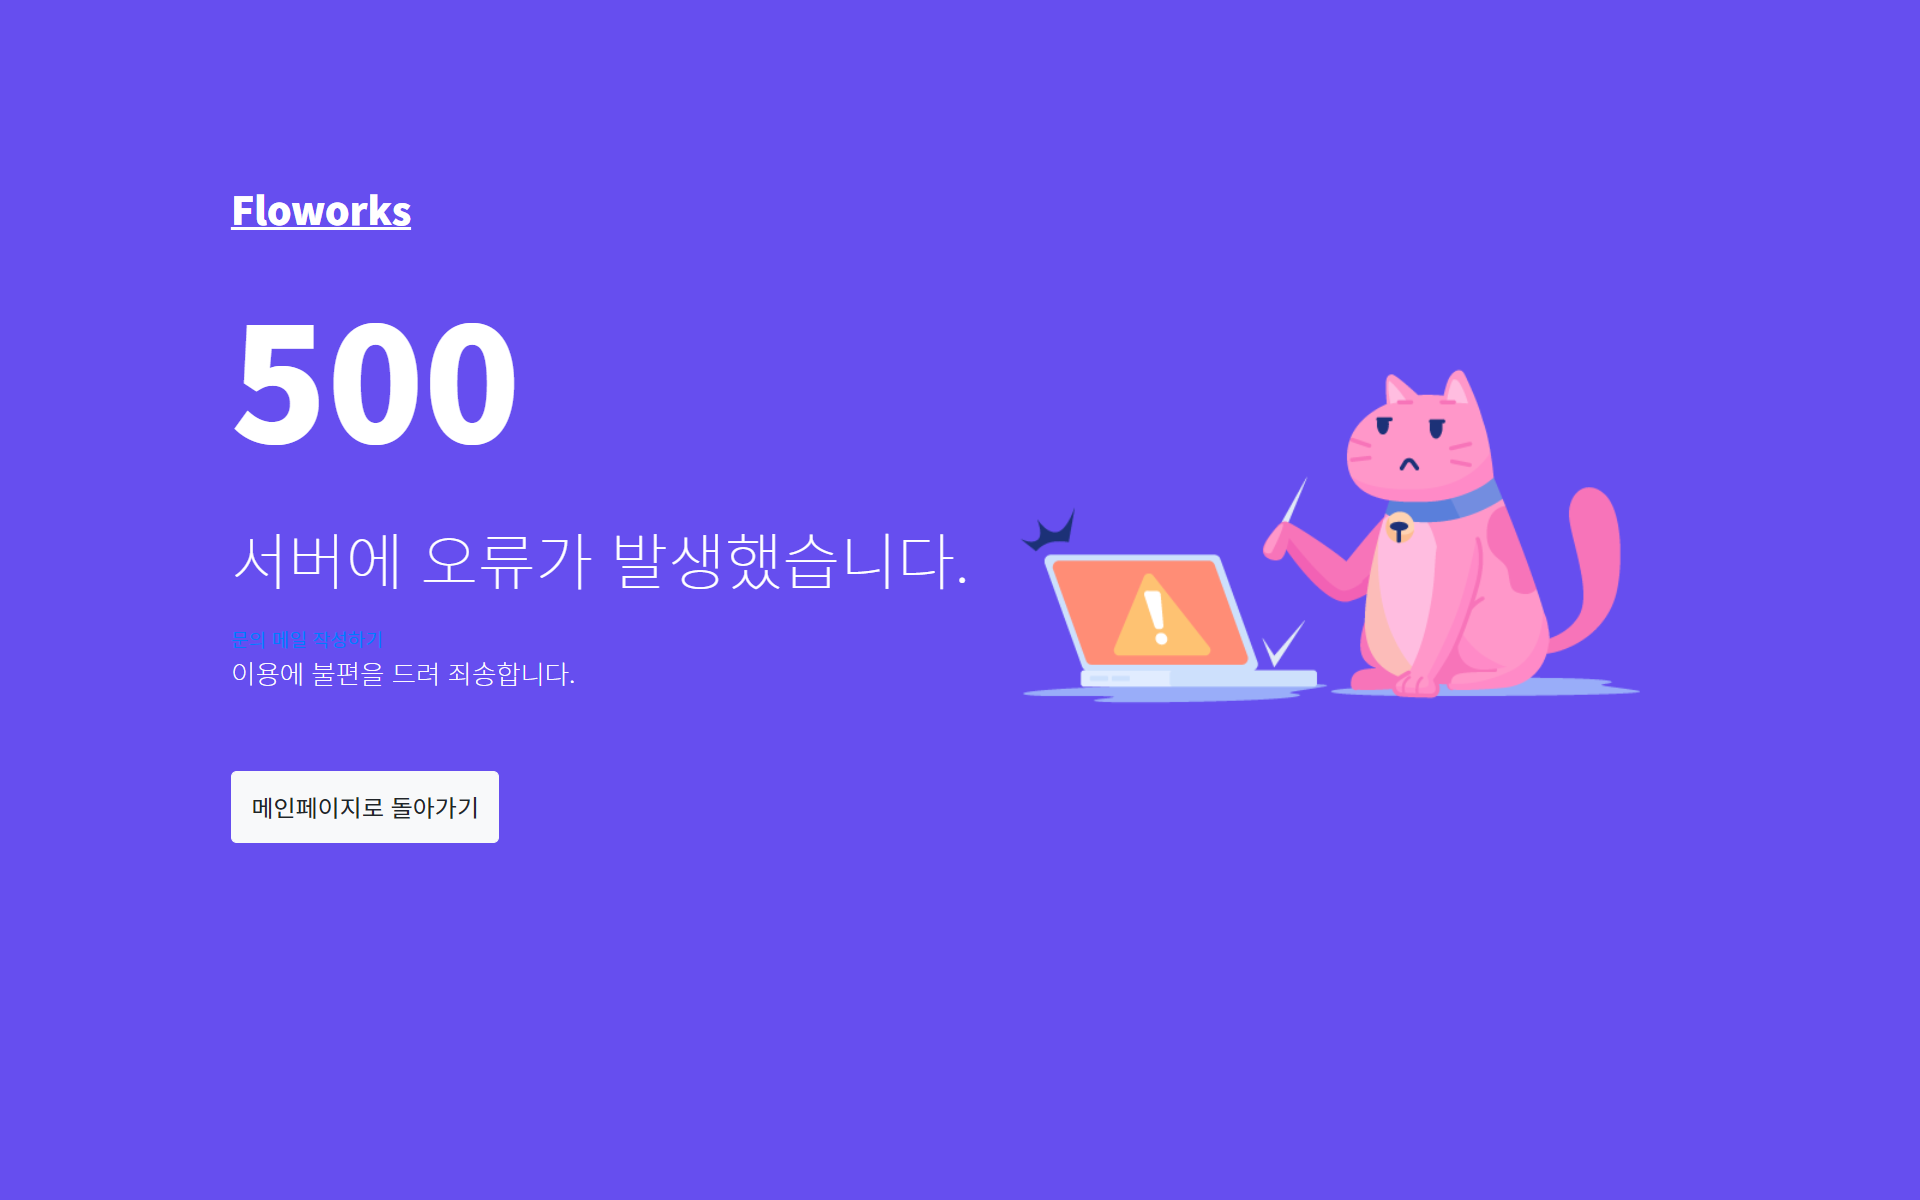 Floworks
500
서버에 오류가 발생했습니다.
문의 메일 작성하기
이용에 불편을 드려 죄송합니다.
메인페이지로 돌아가기